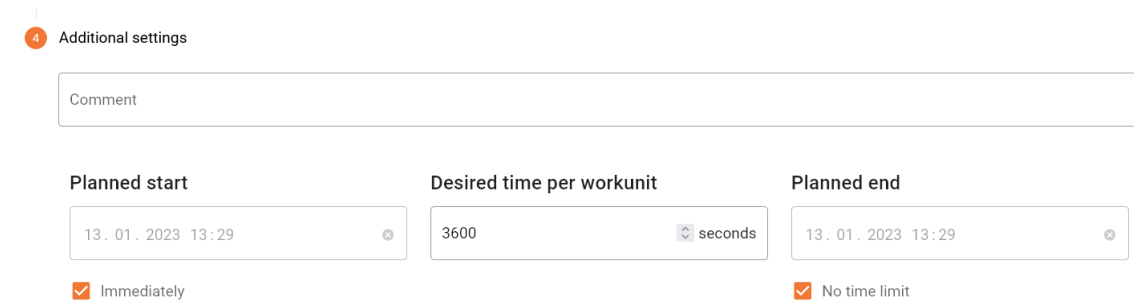 4 Additional settings
Comment
Planned start Desired time per workunit Planned end
13. 01. 2023 13:29 3600 seconds 13. 01. 2023 13:29
Immediately No time limit